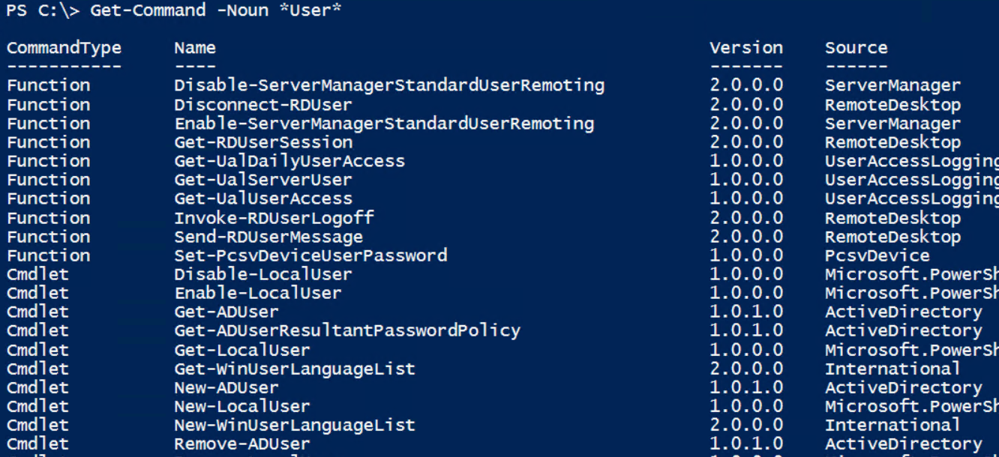 PS C:\> Get-Command -Noun *User*
CommandType Name Version Source
----------- ---- ------- ------
Function Disable-ServerManagerStandardUserRemoting 2.0.0.0 ServerManager
Function Disconnect-RDUser 2.0.0.0 RemoteDesktop
Function Enable-ServerManagerStandardUserRemoting 2.0.0.0 ServerManager
Function Get-RDUserSession 2.0.0.0 RemoteDesktop
Function Get-UalDailyUserAccess 1.0.0.0 UserAccessLogging
Function Get-UalServerUser 1.0.0.0 UserAccessLogging
Function Get-UalUserAccess 1.0.0.0 UserAccessLogging
Function Invoke-RDUserLogoff 2.0.0.0 RemoteDesktop
Function Send-RDUserMessage 2.0.0.0 RemoteDesktop
Function Set-PcsvDeviceUserPassword 1.0.0.0 PcsvDevice
Cmdlet Disable-LocalUser 1.0.0.0 Microsoft.PowerSh
Cmdlet Enable-LocalUser 1.0.0.0 Microsoft.PowerSh
Cmdlet Get-ADUser 1.0.1.0 ActiveDirectory
Cmdlet Get-ADUserResultantPasswordPolicy 1.0.1.0 ActiveDirectory
Cmdlet Get-LocalUser 1.0.0.0 Microsoft.PowerSh
Cmdlet Get-WinUserLanguageList 2.0.0.0 International
Cmdlet New-ADUser 1.0.1.0 ActiveDirectory
Cmdlet New-LocalUser 1.0.0.0 Microsoft.PowerSh
Cmdlet New-WinUserLanguageList 2.0.0.0 International
Cmdlet Remove-ADUser 1.0.1.0 ActiveDirectory